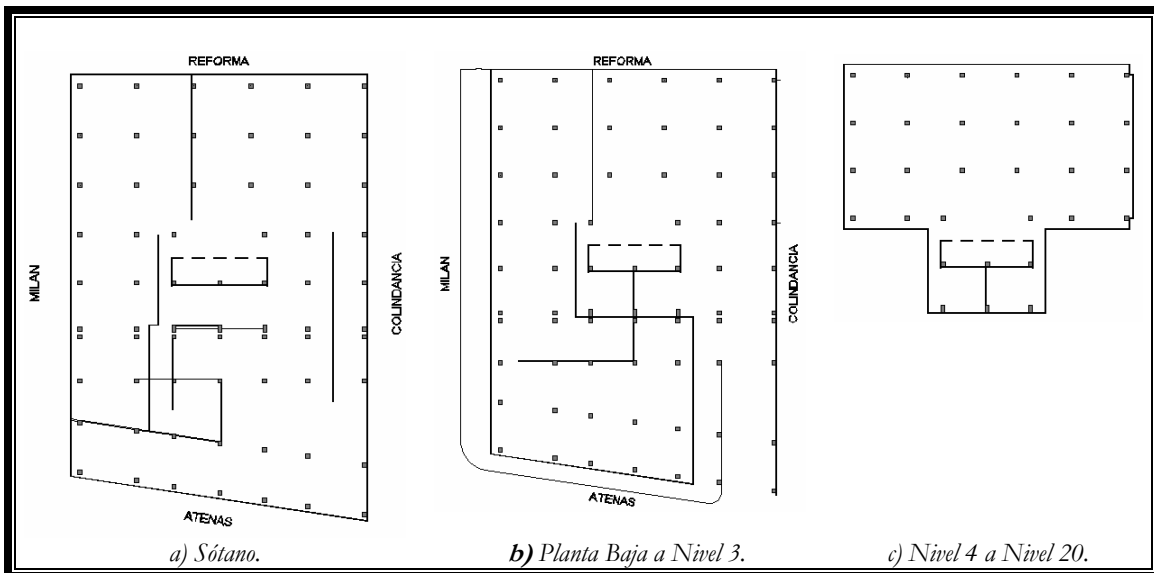 REFORMA
MILAN
COLINDANCIA
ATENAS
a) Sótano.
REFORMA
MILAN
COLINDANCIA
ATENAS
b) Planta Baja a Nivel 3.
c) Nivel 4 a Nivel 20.